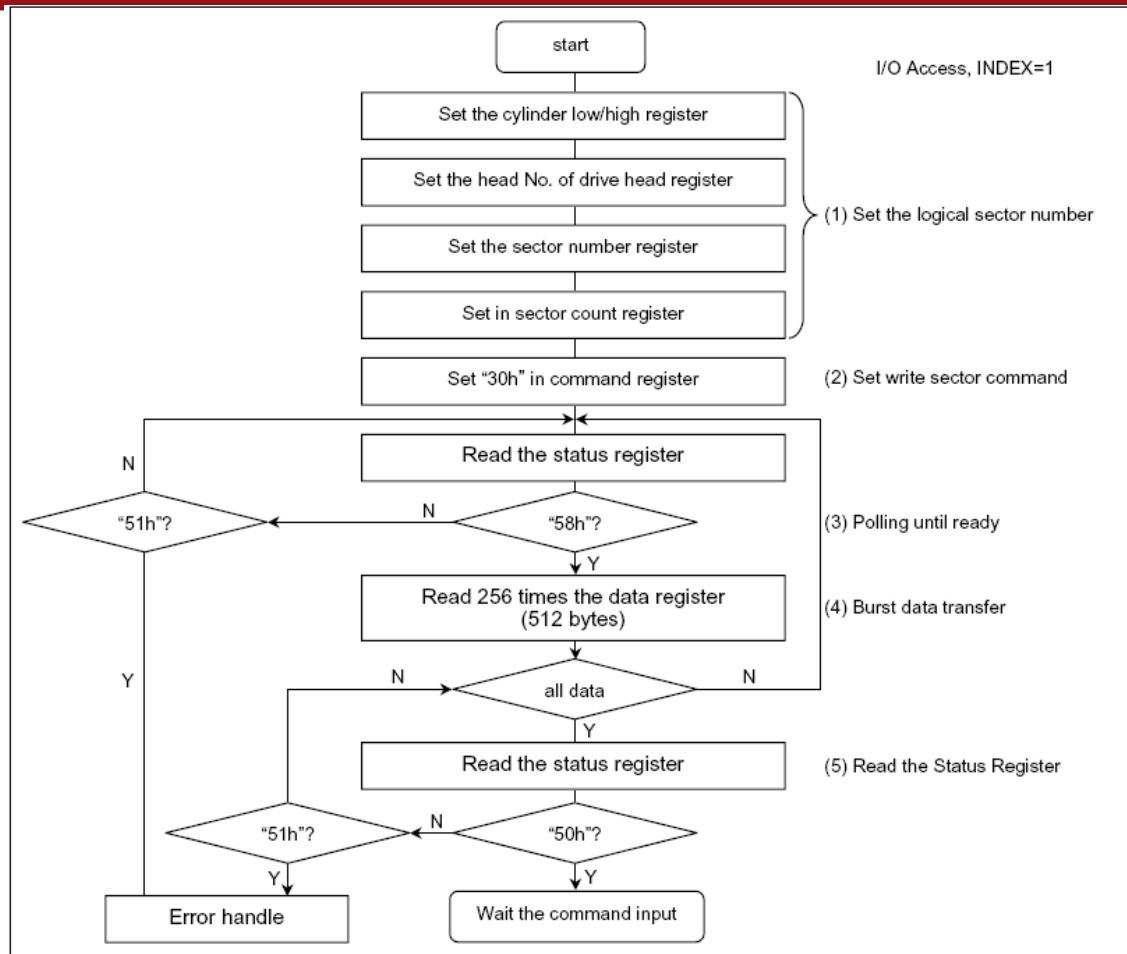 start
I/O Access, INDEX=1
Set the cylinder low/high register
Set the head No. of drive head register
(1) Set the logical sector number
Set the sector number register
Set in sector count register
Set “30h” in command register
(2) Set write sector command
Read the status register
N
“51h”?
N
“58h”?
(3) Polling until ready
Y
Read 256 times the data register
(512 bytes)
(4) Burst data transfer
Y
N
all data
N
Y
Read the status register
(5) Read the Status Register
“51h”?
N
“50h”?
Y
Y
Error handle
Wait the command input